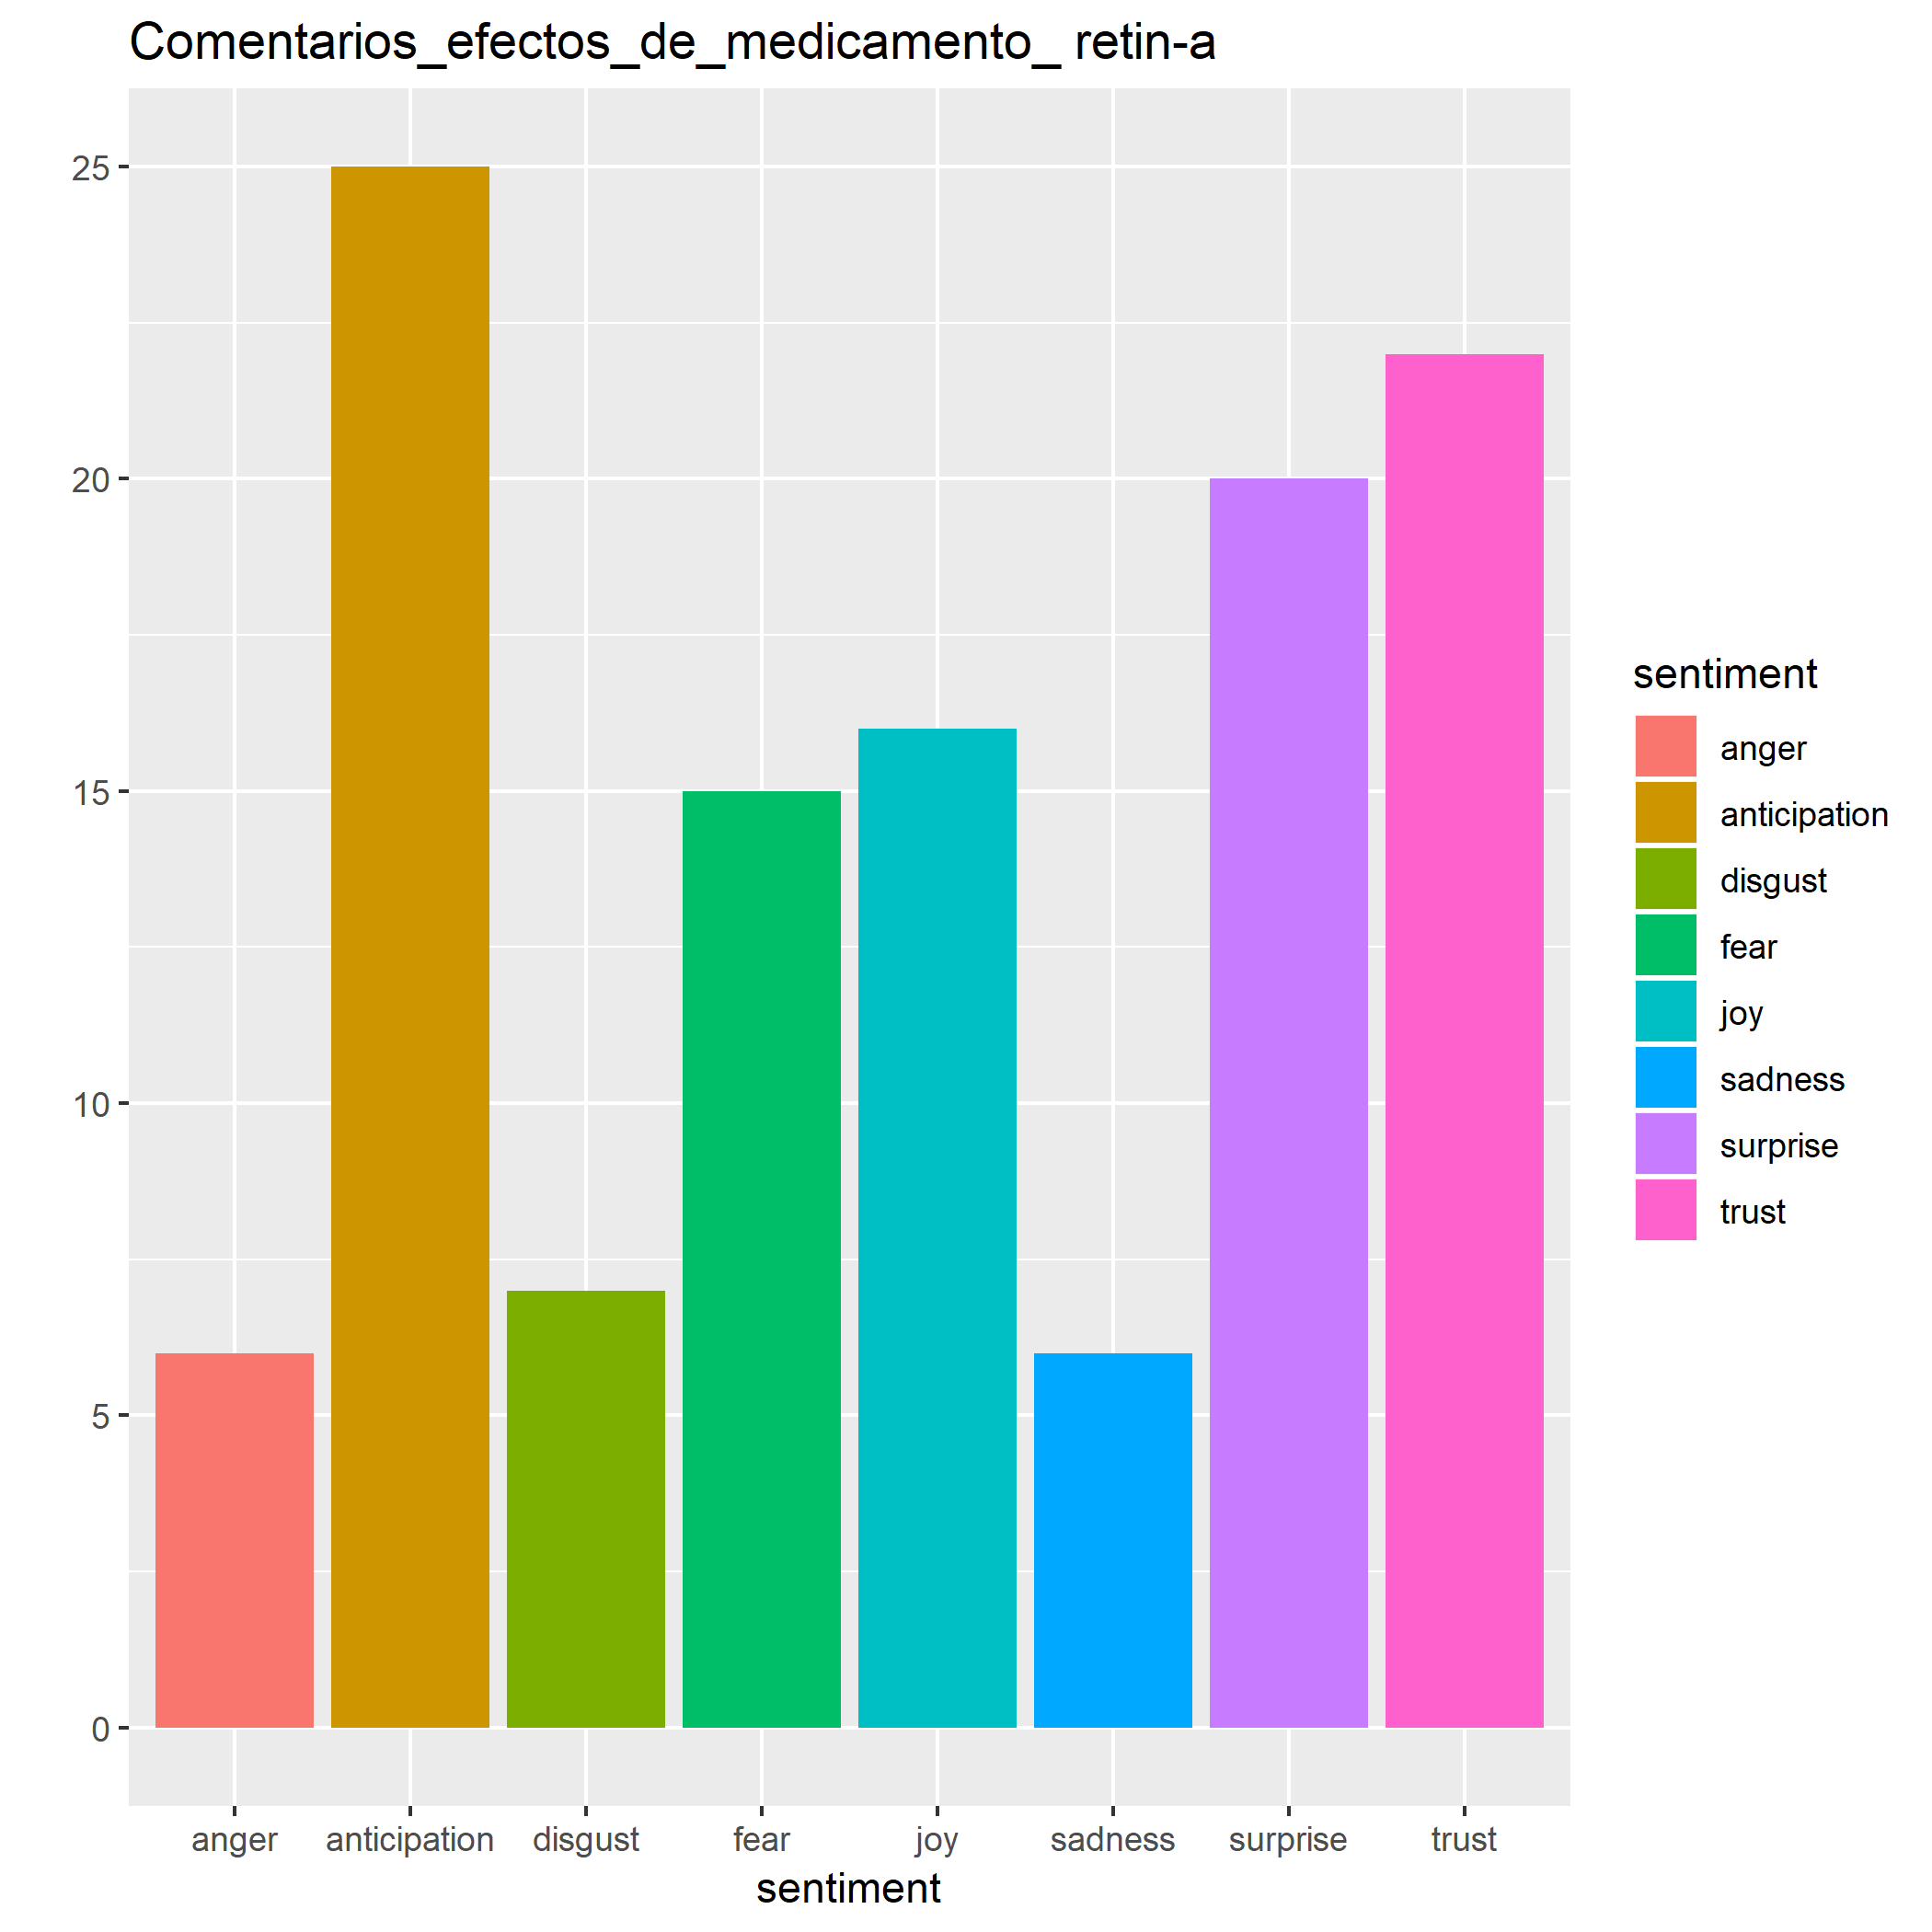 Comentarios_efectos_de_medicamento_ retin-a
25
20
15
10
5
0
anger anticipation disgust fear joy sadness surprise trust
sentiment
sentiment
anger
anticipation
disgust
fear
joy
sadness
surprise
trust